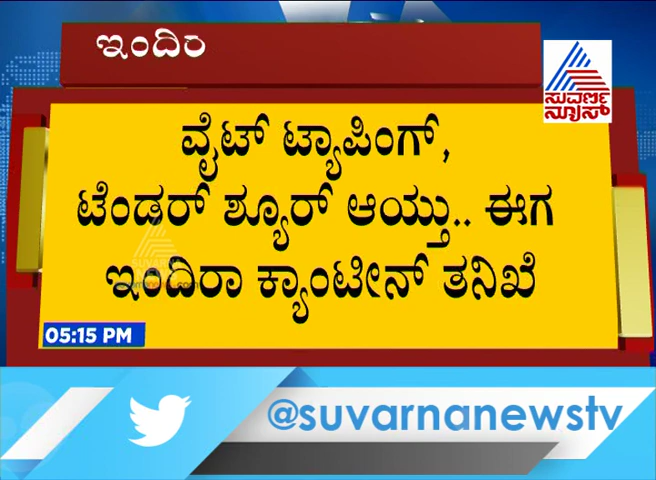 ಇಂದಿರ
ಸುವರ್ಣ
ನ್ಯೂಸ್
ವೈಟ್ ಟ್ಯಾಪಿಂಗ್,
ಟೆಂಡರ್ ಶ್ಯೂರ್ ಆಯ್ತು.. ಈಗ
ಇಂದಿರಾ ಕ್ಯಾಂಟೀನ್ ತನಿಖೆ
05:15 PM
@suvarnanewstv